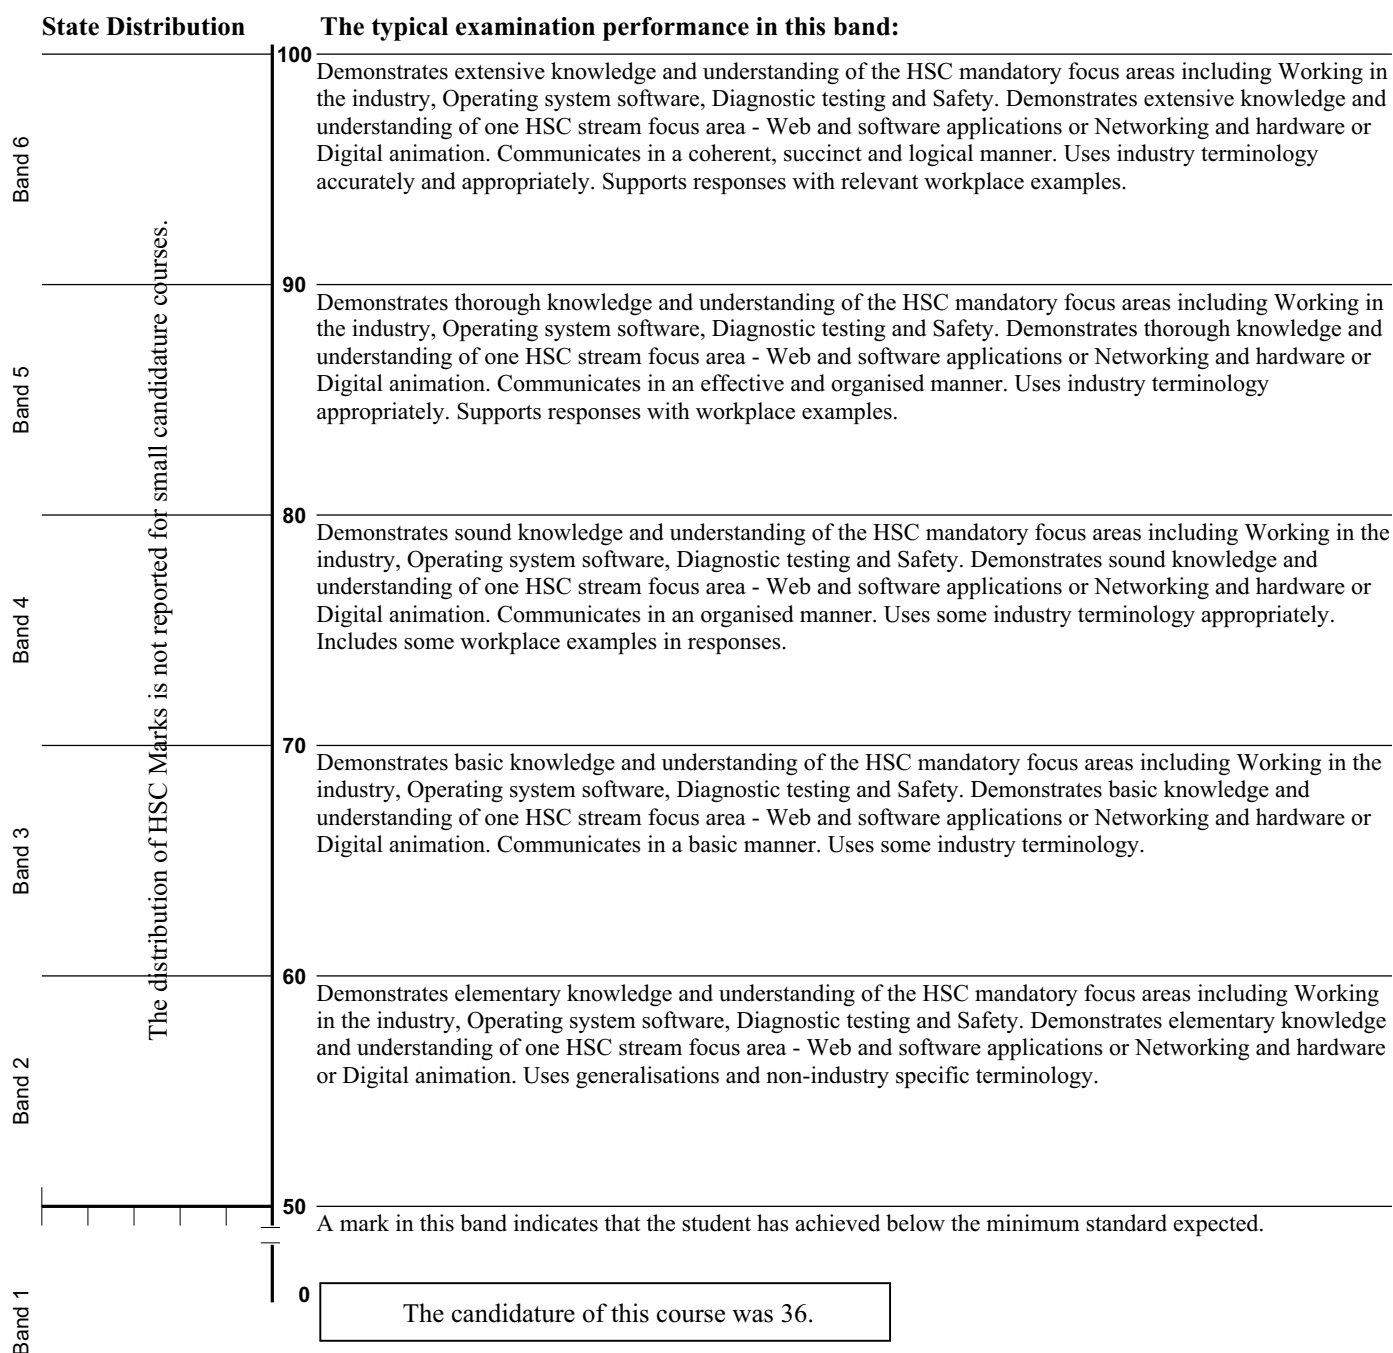 State Distribution
The typical examination performance in this band:
100
Demonstrates extensive knowledge and understanding of the HSC mandatory focus areas including Working in
the industry, Operating system software, Diagnostic testing and Safety. Demonstrates extensive knowledge and
understanding of one HSC stream focus area - Web and software applications or Networking and hardware or
Digital animation. Communicates in a coherent, succinct and logical manner. Uses industry terminology
accurately and appropriately. Supports responses with relevant workplace examples.
Band 6
The distribution of HSC Marks is not reported for small candidature courses.
90
Demonstrates thorough knowledge and understanding of the HSC mandatory focus areas including Working in
the industry, Operating system software, Diagnostic testing and Safety. Demonstrates thorough knowledge and
understanding of one HSC stream focus area - Web and software applications or Networking and hardware or
Digital animation. Communicates in an effective and organised manner. Uses industry terminology
appropriately. Supports responses with workplace examples.
Band 5
80
Demonstrates sound knowledge and understanding of the HSC mandatory focus areas including Working in the
industry, Operating system software, Diagnostic testing and Safety. Demonstrates sound knowledge and
understanding of one HSC stream focus area - Web and software applications or Networking and hardware or
Digital animation. Communicates in an organised manner. Uses some industry terminology appropriately.
Includes some workplace examples in responses.
Band 4
70
Demonstrates basic knowledge and understanding of the HSC mandatory focus areas including Working in the
industry, Operating system software, Diagnostic testing and Safety. Demonstrates basic knowledge and
understanding of one HSC stream focus area - Web and software applications or Networking and hardware or
Digital animation. Communicates in a basic manner. Uses some industry terminology.
Band 3
60
Demonstrates elementary knowledge and understanding of the HSC mandatory focus areas including Working
in the industry, Operating system software, Diagnostic testing and Safety. Demonstrates elementary knowledge
and understanding of one HSC stream focus area - Web and software applications or Networking and hardware
or Digital animation. Uses generalisations and non-industry specific terminology.
Band 2
50
A mark in this band indicates that the student has achieved below the minimum standard expected.
0
Band 1
The candidature of this course was 36.